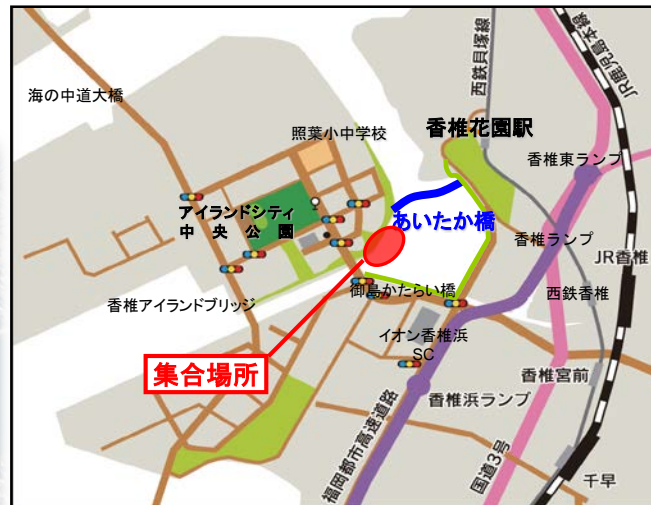 海の中道大橋
照葉小中学校
西鉄貝塚線
JR鹿児島本線
香椎花園駅
香椎東ランプ
アイランドシティ
中央公園
あいたか橋
香椎ランプ
JR香椎
西鉄香椎
香椎アイランドブリッジ
御島かたらい橋
イオン香椎浜
SC
集合場所
香椎宮前
香椎浜ランプ
福岡都市高速道路
国道3号
千早